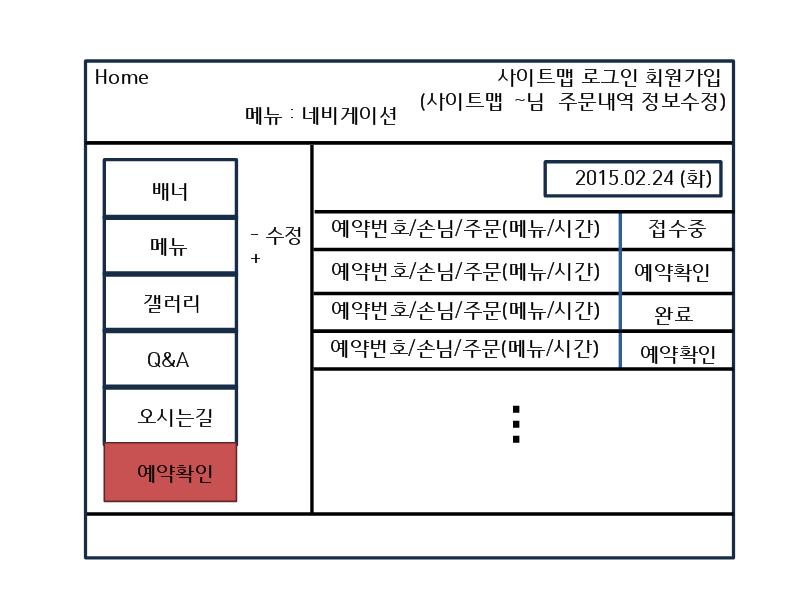 Home
사이트맵 로그인 회원가입
(사이트맵 ~님 주문내역 정보수정)
메뉴 : 네비게이션
배너
메뉴
갤러리
Q&A
오시는길
예약확인
- 수정
+
2015.02.24 (화)
예약번호/손님/주문(메뉴/시간) 접수중
예약번호/손님/주문(메뉴/시간) 예약확인
예약번호/손님/주문(메뉴/시간) 완료
예약번호/손님/주문(메뉴/시간) 예약확인